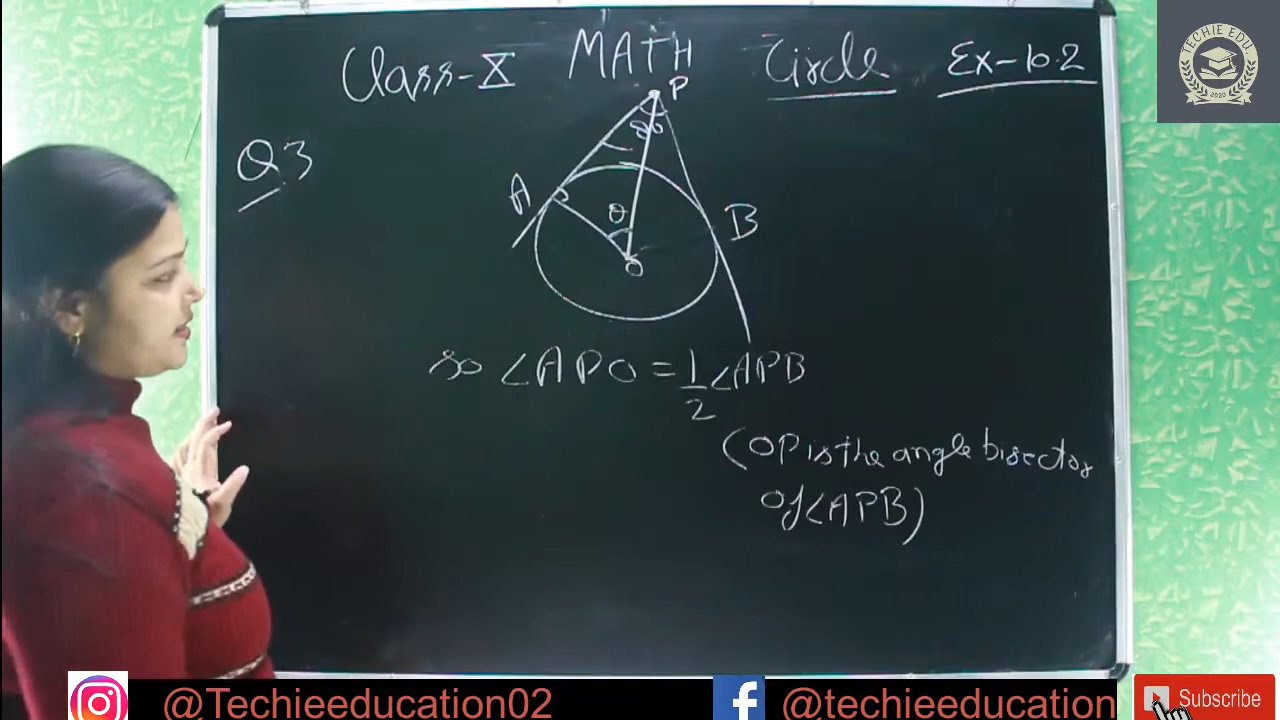 Class-X MATH Circle Ex-10.2
TECHIE EDU.
2020
P
80
Q3
A
θ
B
O
so ∠APO = 1/2 ∠APB
(OP is the angle bisector
of ∠APB)
@Techieeducation02 @techieeducation Subscribe